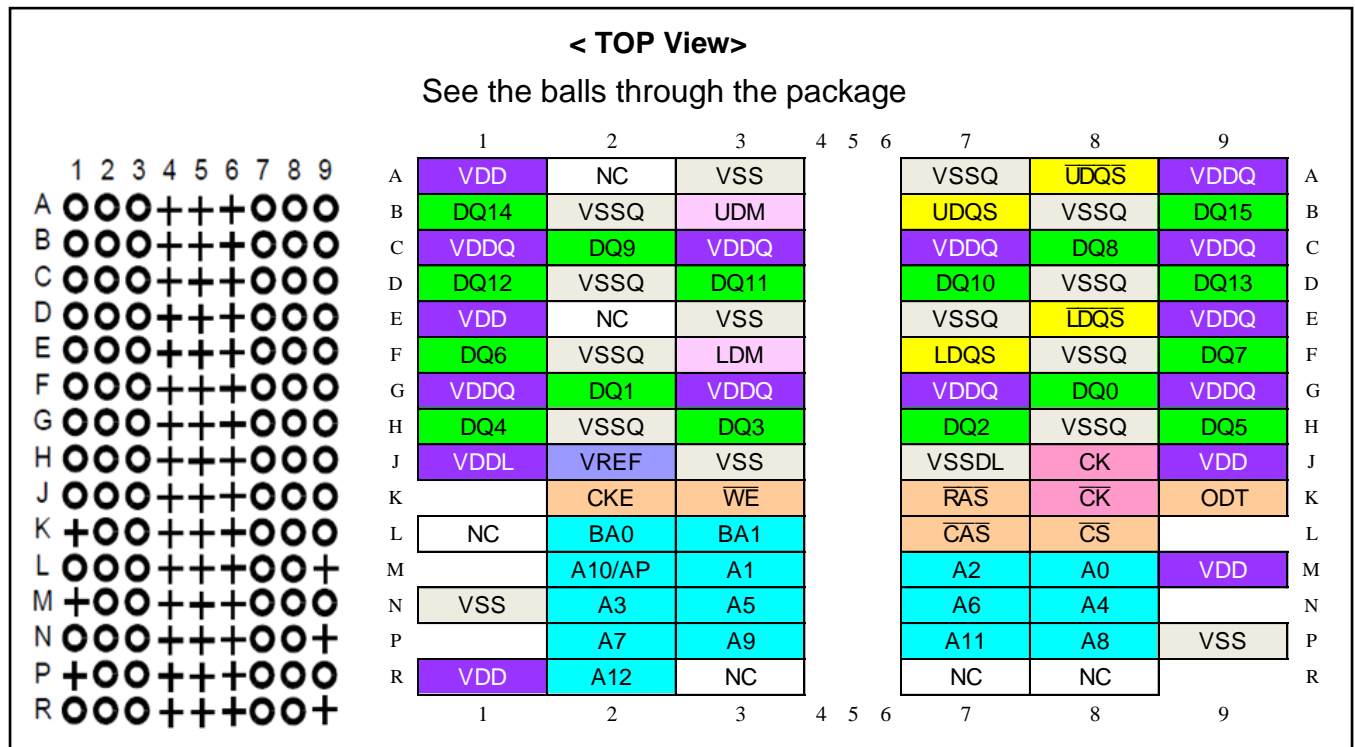 < TOP View>
See the balls through the package
1 2 3 4 5 6 7 8 9
A
B
C
D
E
F
G
H
J
K
L
M
N
P
R
1 2 3 4 5 6 7 8 9
A VDD NC VSS VSSQ UDQS VDDQ A
B DQ14 VSSQ UDM UDQS VSSQ DQ15 B
C VDDQ DQ9 VDDQ VDDQ DQ8 VDDQ C
D DQ12 VSSQ DQ11 DQ10 VSSQ DQ13 D
E VDD NC VSS VSSQ LDQS VDDQ E
F DQ6 VSSQ LDM LDQS VSSQ DQ7 F
G VDDQ DQ1 VDDQ VDDQ DQ0 VDDQ G
H DQ4 VSSQ DQ3 DQ2 VSSQ DQ5 H
J VDDL VREF VSS VSSDL CK VDD J
K CKE WE RAS CK ODT K
L NC BA0 BA1 CAS CS L
M A10/AP A1 A2 A0 VDD M
N VSS A3 A5 A6 A4 N
P A7 A9 A11 A8 VSS P
R VDD A12 NC NC NC R
1 2 3 4 5 6 7 8 9